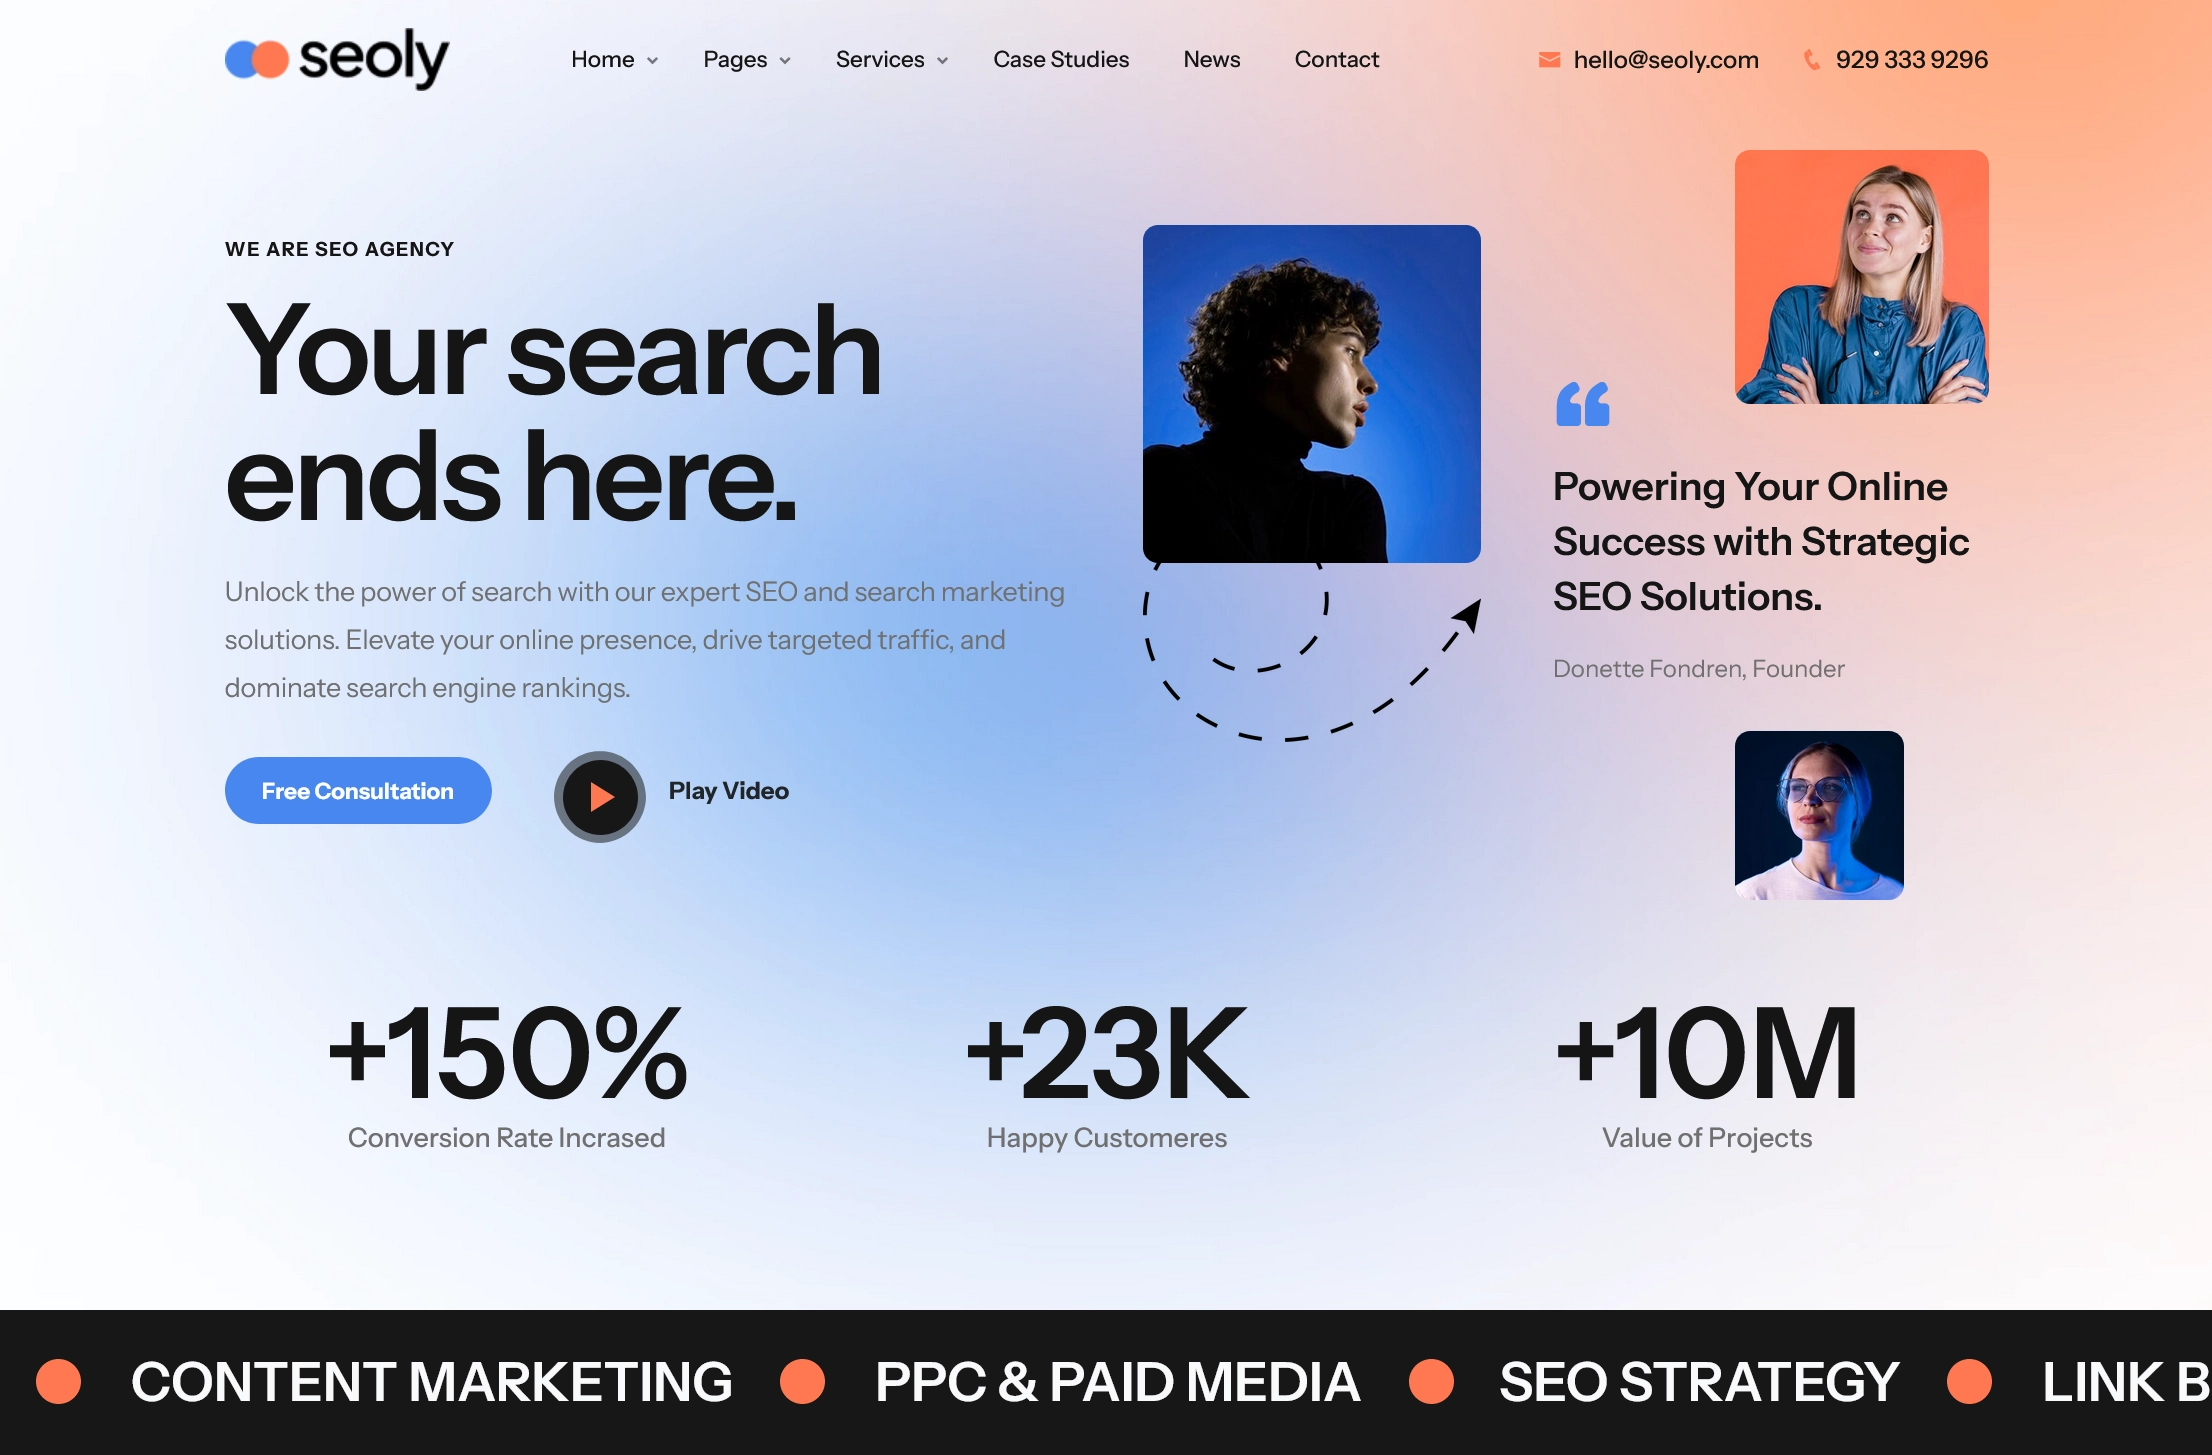 seoly
Home
Pages
Services
Case Studies
News
Contact
hello@seoly.com
929 333 9296
WE ARE SEO AGENCY
Your search
ends here.
Unlock the power of search with our expert SEO and search marketing
solutions. Elevate your online presence, drive targeted traffic, and
dominate search engine rankings.
Free Consultation
Play Video
“
Powering Your Online
Success with Strategic
SEO Solutions.
Donette Fondren, Founder
+150%
Conversion Rate Incrased
+23K
Happy Customeres
+10M
Value of Projects
CONTENT MARKETING
PPC & PAID MEDIA
SEO STRATEGY
LINK B